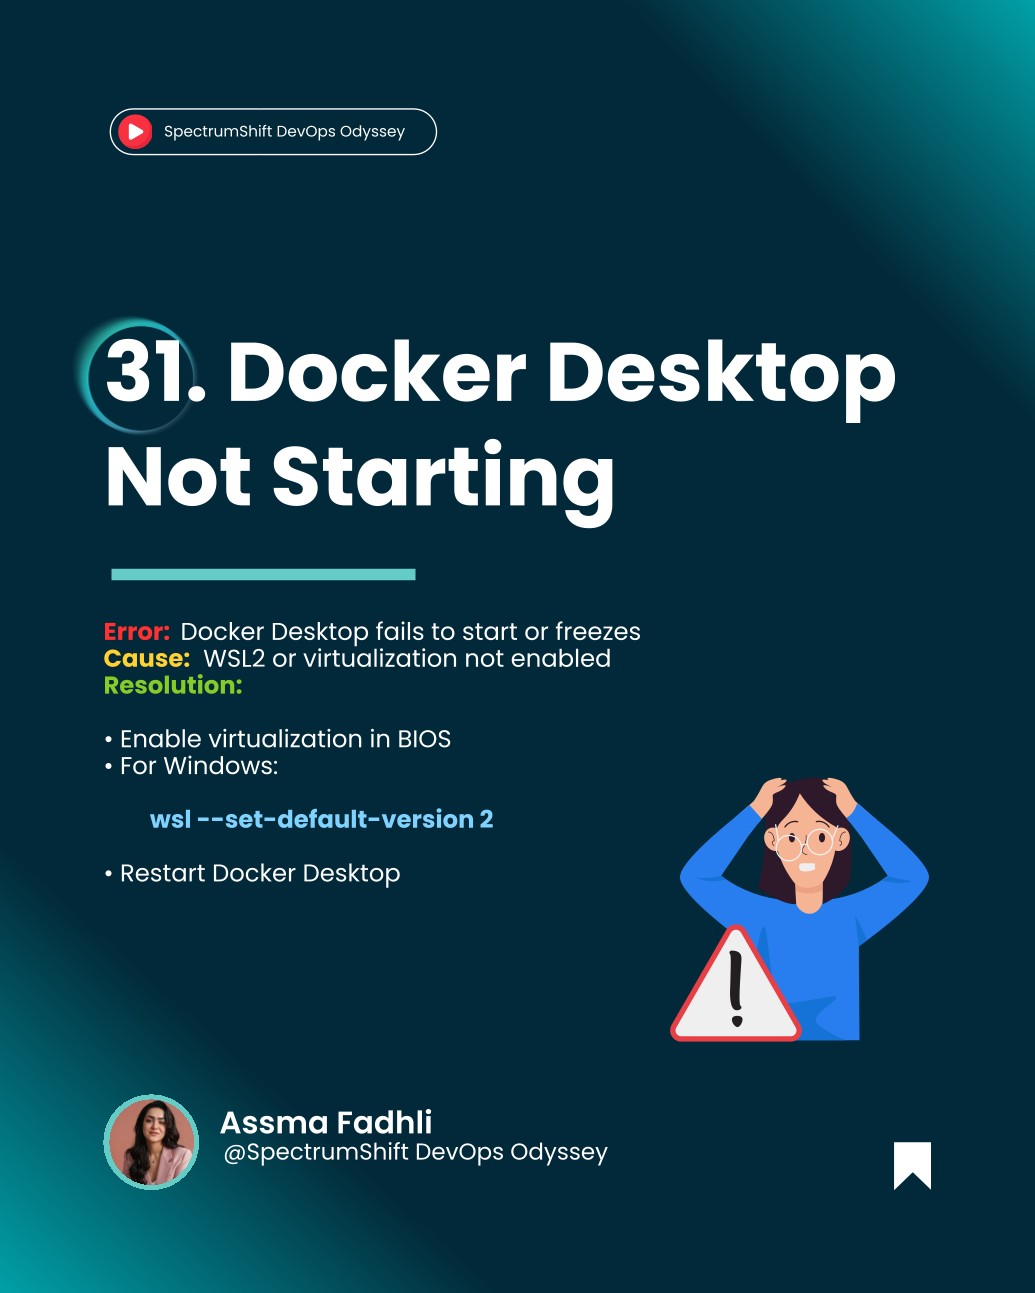 SpectrumShift DevOps Odyssey
31. Docker Desktop
Not Starting
Error: Docker Desktop fails to start or freezes
Cause: WSL2 or virtualization not enabled
Resolution:
• Enable virtualization in BIOS
• For Windows:
wsl --set-default-version 2
• Restart Docker Desktop
!
Assma Fadhli
@SpectrumShift DevOps Odyssey